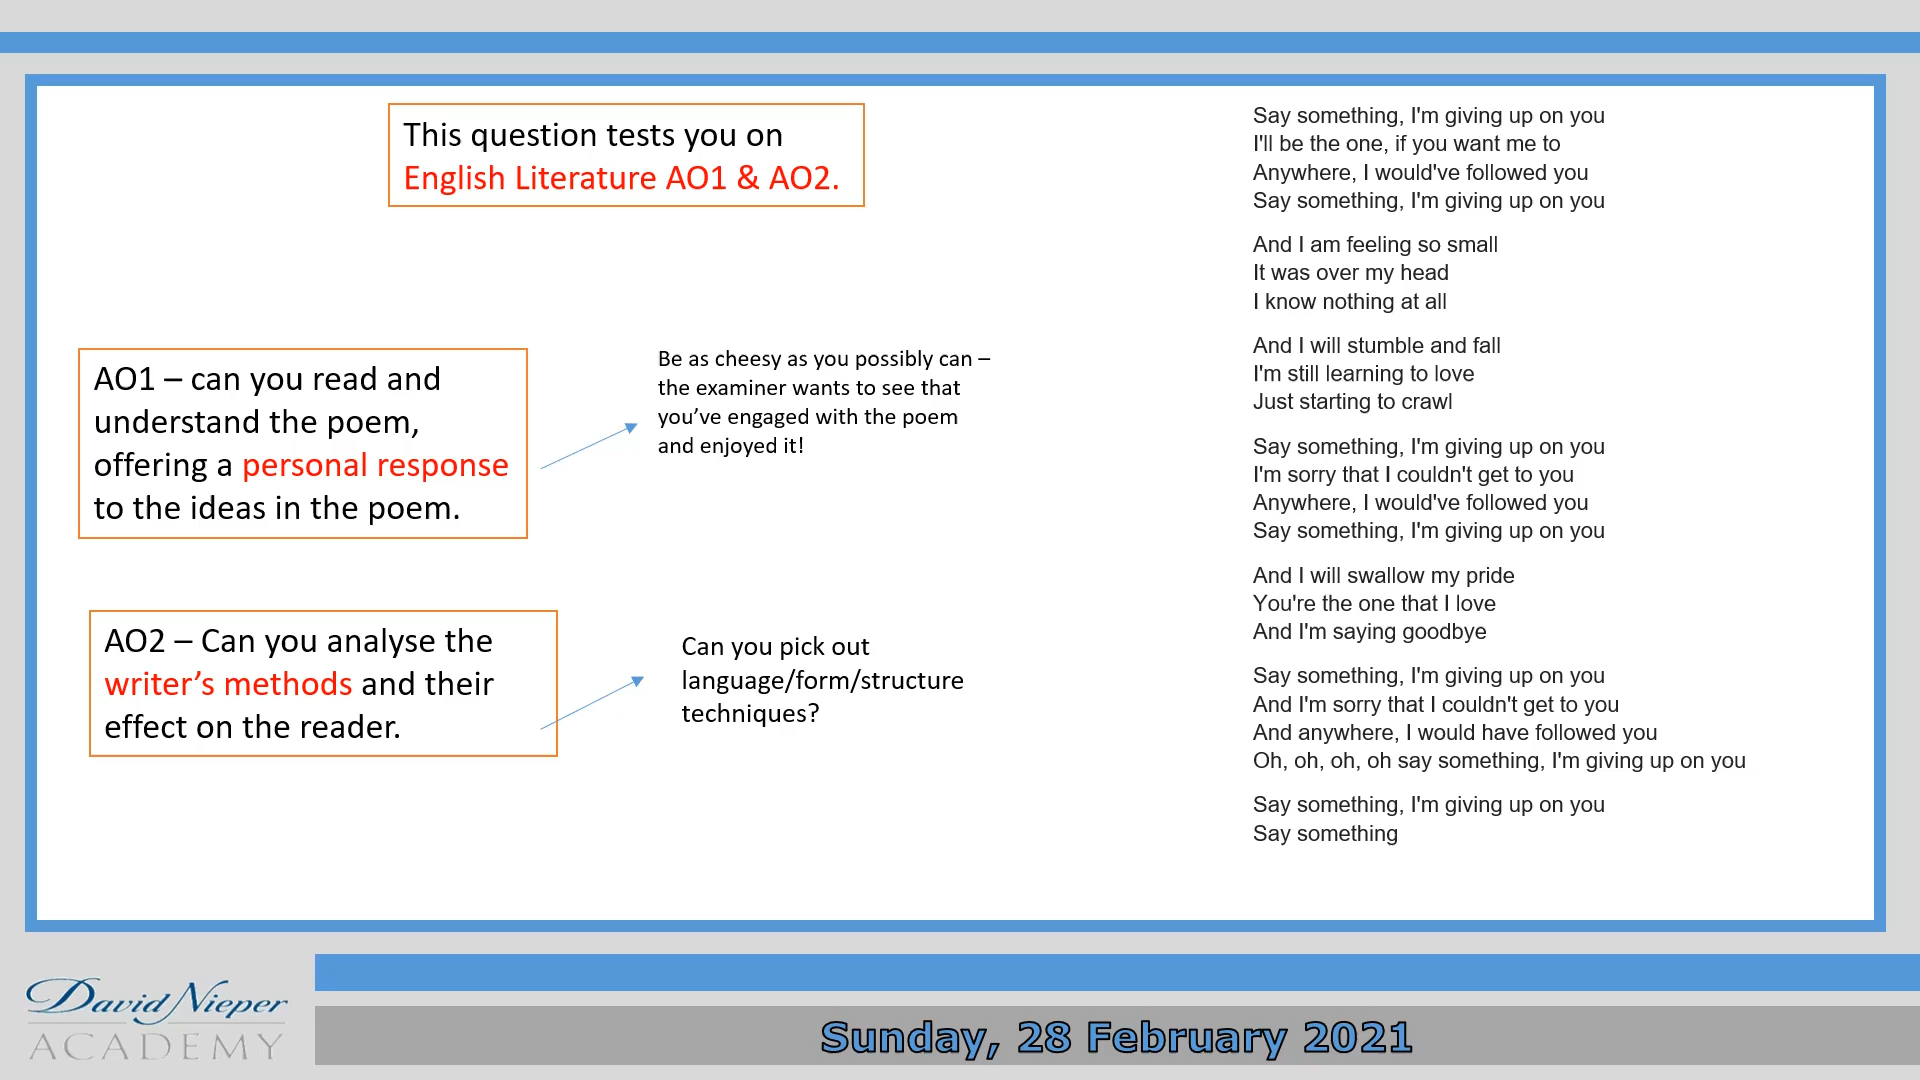 This question tests you on
English Literature AO1 & AO2.
AO1 – can you read and
understand the poem,
offering a personal response
to the ideas in the poem.
Be as cheesy as you possibly can –
the examiner wants to see that
you’ve engaged with the poem
and enjoyed it!
AO2 – Can you analyse the
writer’s methods and their
effect on the reader.
Can you pick out
language/form/structure
techniques?
Say something, I'm giving up on you
I'll be the one, if you want me to
Anywhere, I would've followed you
Say something, I'm giving up on you
And I am feeling so small
It was over my head
I know nothing at all
And I will stumble and fall
I'm still learning to love
Just starting to crawl
Say something, I'm giving up on you
I'm sorry that I couldn't get to you
Anywhere, I would've followed you
Say something, I'm giving up on you
And I will swallow my pride
You're the one that I love
And I'm saying goodbye
Say something, I'm giving up on you
And I'm sorry that I couldn't get to you
And anywhere, I would have followed you
Oh, oh, oh, oh say something, I'm giving up on you
Say something, I'm giving up on you
Say something
David Nieper
ACADEMY
Sunday, 28 February 2021